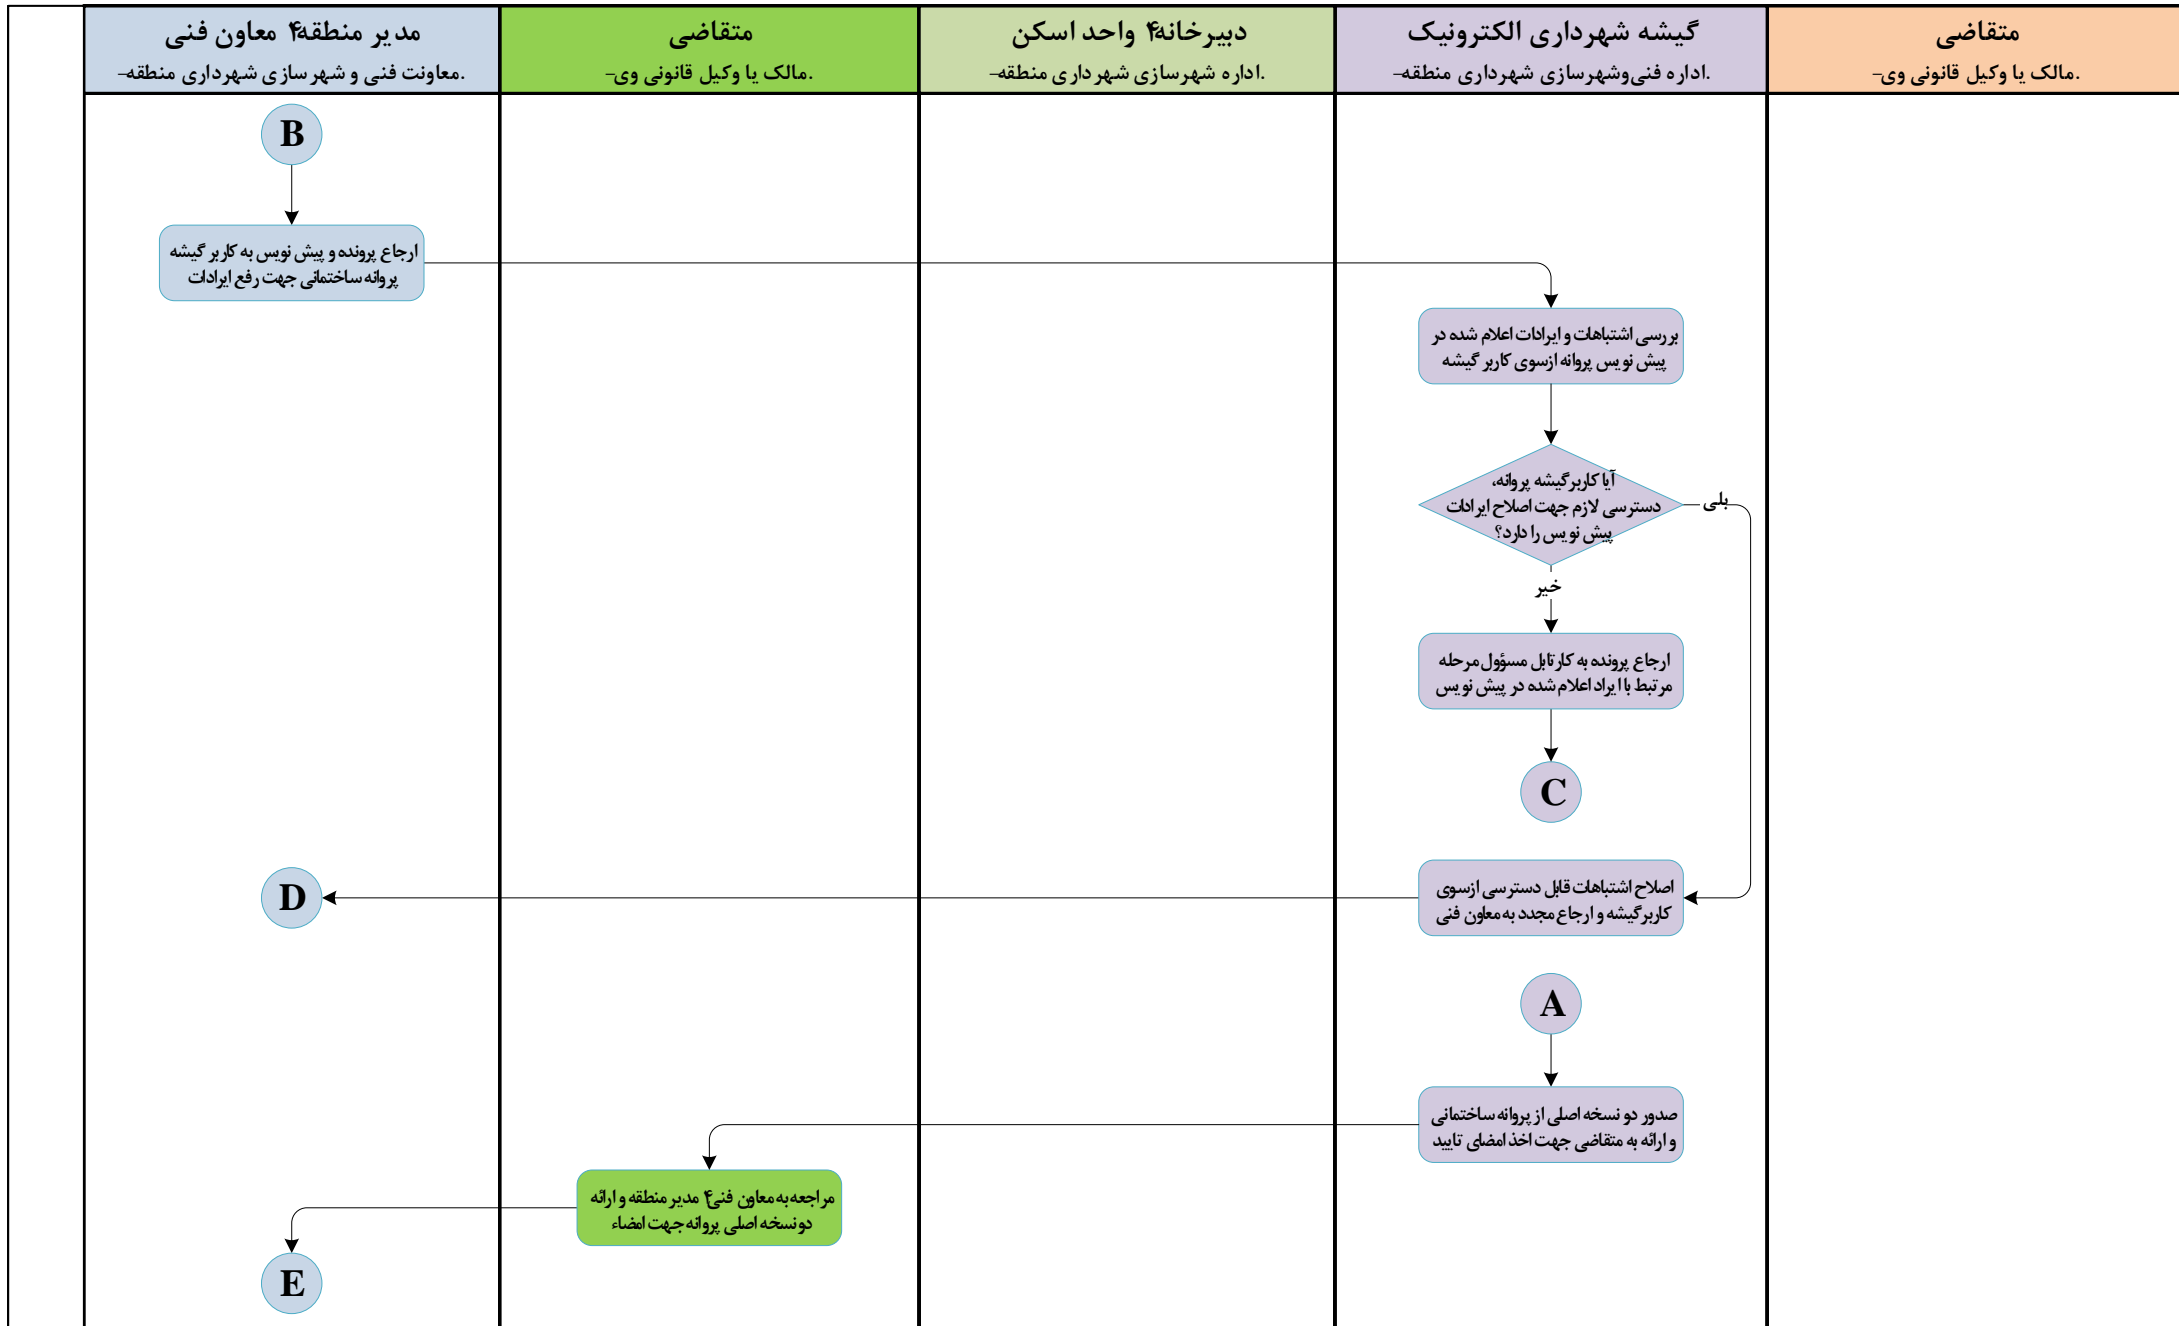 متقاضی
-مالک یا وکیل قانونی وی.
گیشه شهرداری الکترونیک
-اداره فنی‌وشهرسازی شهرداری منطقه.
دبیرخانه۴ واحد اسکن
-اداره شهرسازی شهرداری منطقه.
متقاضی
-مالک یا وکیل قانونی وی.
مدیر منطقه۴ معاون فنی
-معاونت فنی و شهرسازی شهرداری منطقه.
B
ارجاع پرونده و پیش نویس به کاربر گیشه
پروانه ساختمانی جهت رفع ایرادات
بررسی اشتباهات و ایرادات اعلام شده در
پیش نویس پروانه ازسوی کاربر گیشه
آیا کاربرگیشه پروانه،
دسترسی لازم جهت اصلاح ایرادات
پیش نویس را دارد؟
بلی
خیر
ارجاع پرونده به کارتابل مسؤول مرحله
مرتبط با ایراد اعلام شده در پیش نویس
C
اصلاح اشتباهات قابل دسترسی ازسوی
کاربرگیشه و ارجاع مجدد به معاون فنی
D
A
صدور دو نسخه اصلی از پروانه ساختمانی
و ارائه به متقاضی جهت اخذ امضای تایید
مراجعه به معاون فنی۴ مدیر منطقه و ارائه
دونسخه اصلی پروانه جهت امضاء
E